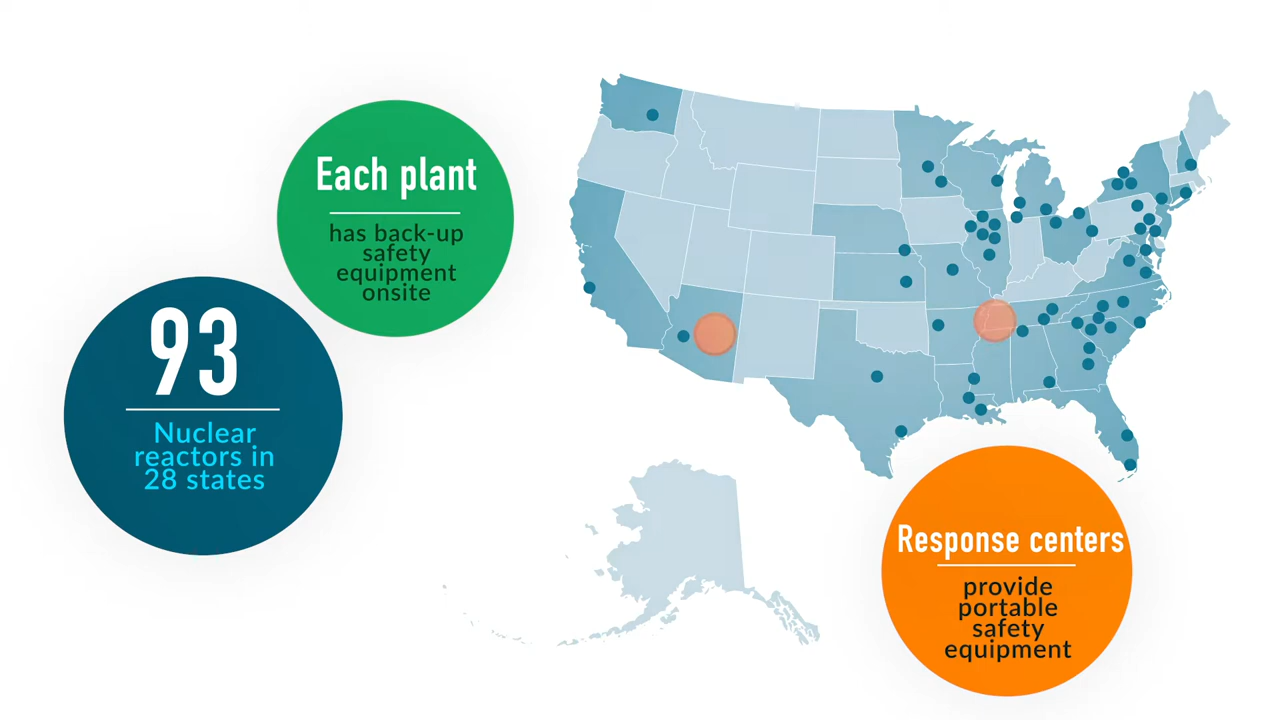 Each plant
has back-up
safety
equipment
onsite
93
Nuclear
reactors in
28 states
Response centers
provide
portable
safety
equipment